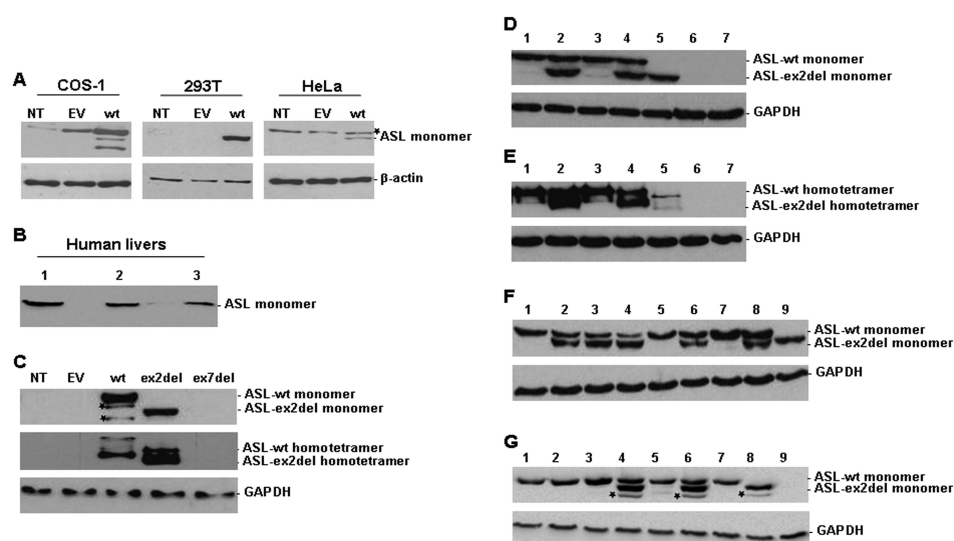 A
COS-1
293T
HeLa
NT EV wt NT EV wt NT EV wt
*
ASL monomer
β-actin
B
Human livers
1 2 3
ASL monomer
C
NT EV wt ex2del ex7del
ASL-wt monomer
* ASL-ex2del monomer
*
ASL-wt homotetramer
ASL-ex2del homotetramer
GAPDH
D
1 2 3 4 5 6 7
ASL-wt monomer
ASL-ex2del monomer
GAPDH
E
1 2 3 4 5 6 7
ASL-wt homotetramer
ASL-ex2del homotetramer
GAPDH
F
1 2 3 4 5 6 7 8 9
ASL-wt monomer
ASL-ex2del monomer
GAPDH
G
1 2 3 4 5 6 7 8 9
ASL-wt monomer
ASL-ex2del monomer
* * *
GAPDH